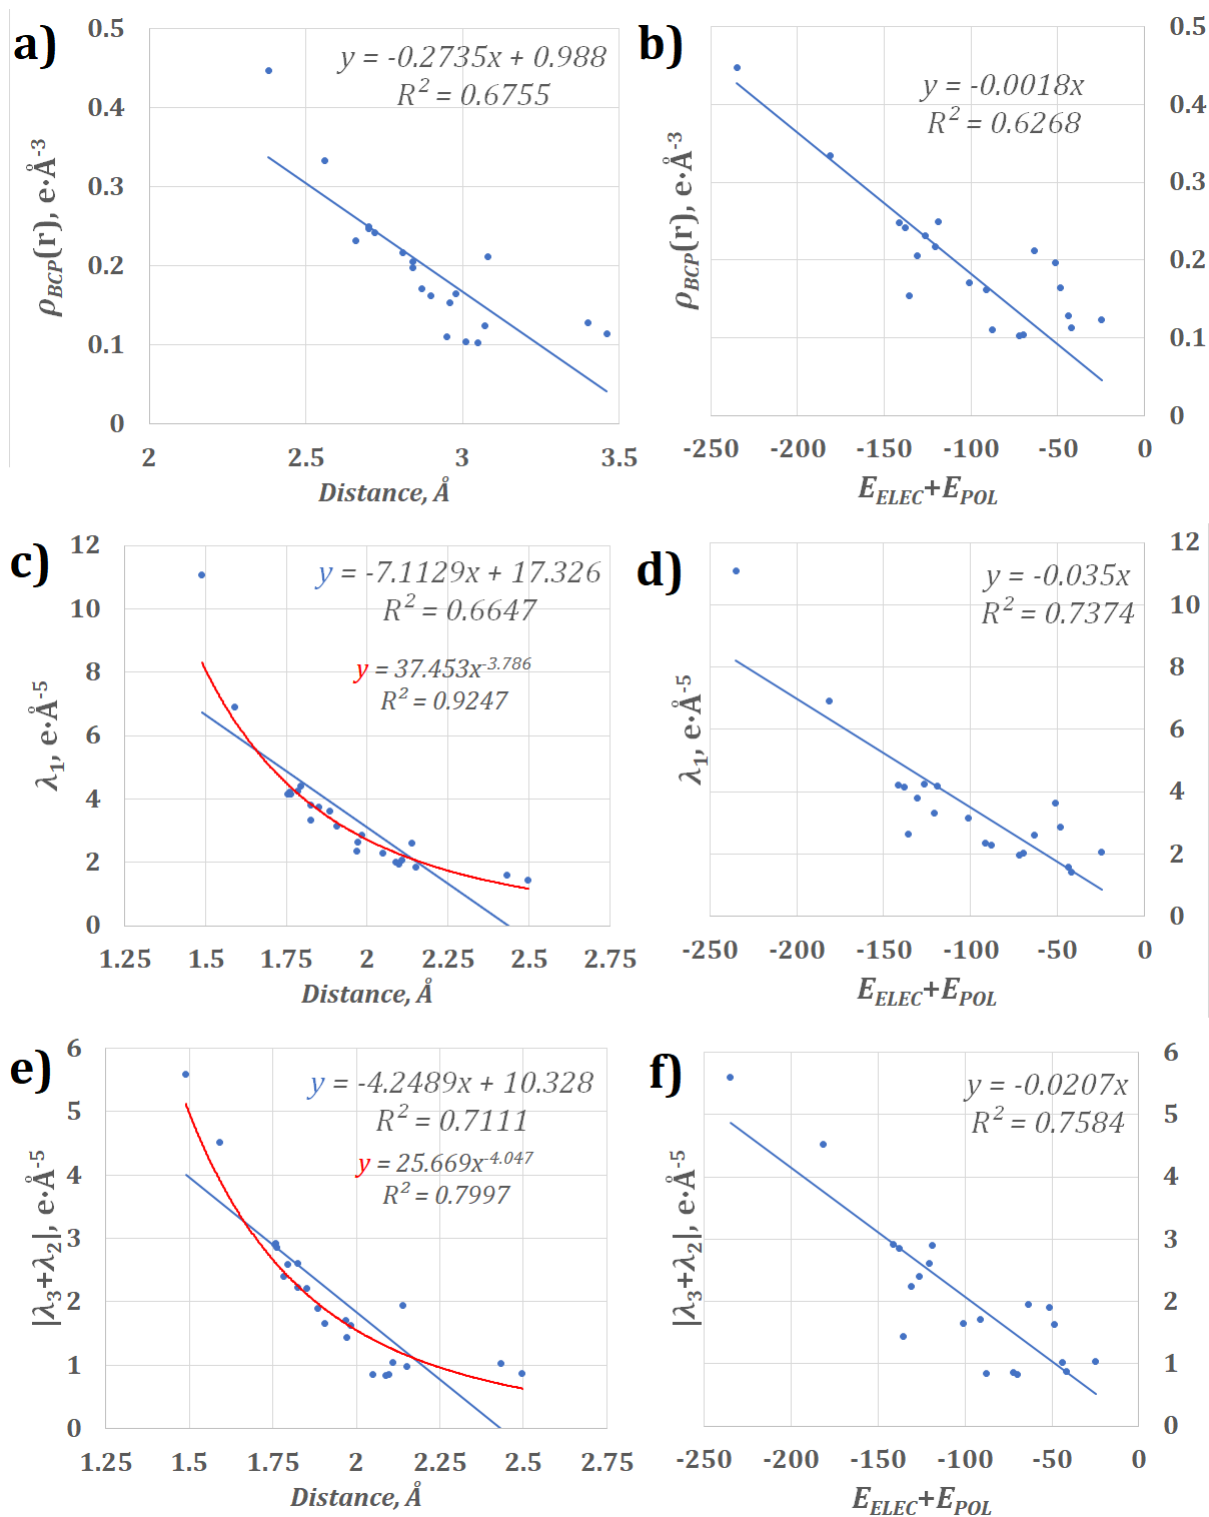 a)
0.5
0.4
0.3
0.2
0.1
0
ρBCP(r), e·Å-3
y = -0.2735x + 0.988
R² = 0.6755
2 2.5 3 3.5
Distance, Å
b)
y = -0.0018x
R² = 0.6268
ρBCP(r), e·Å-3
0.5
0.4
0.3
0.2
0.1
0
-250 -200 -150 -100 -50 0
EELEC+EPOL
c)
12
10
8
6
4
2
0
λ1, e·Å-5
y = -7.1129x + 17.326
R² = 0.6647
y = 37.453x-3.786
R² = 0.9247
1.25 1.5 1.75 2 2.25 2.5 2.75
Distance, Å
d)
y = -0.035x
R² = 0.7374
λ1, e·Å-5
12
10
8
6
4
2
0
-250 -200 -150 -100 -50 0
EELEC+EPOL
e)
6
5
4
3
2
1
0
|λ3+λ2|, e·Å-5
y = -4.2489x + 10.328
R² = 0.7111
y = 25.669x-4.047
R² = 0.7997
1.25 1.5 1.75 2 2.25 2.5 2.75
Distance, Å
f)
y = -0.0207x
R² = 0.7584
|λ3+λ2|, e·Å-5
6
5
4
3
2
1
0
-250 -200 -150 -100 -50 0
EELEC+EPOL